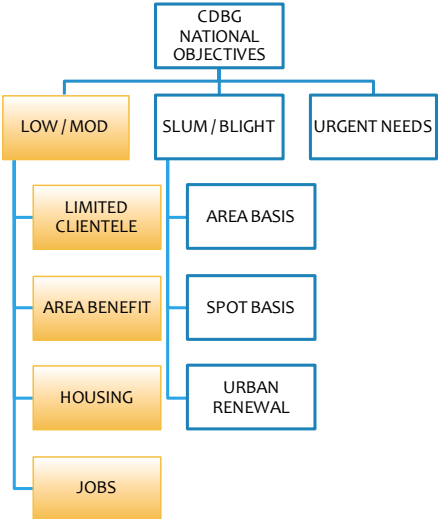 CDBG
NATIONAL
OBJECTIVES
LOW / MOD
SLUM / BLIGHT
URGENT NEEDS
LIMITED
CLIENTELE
AREA BASIS
AREA BENEFIT
SPOT BASIS
HOUSING
URBAN
RENEWAL
JOBS